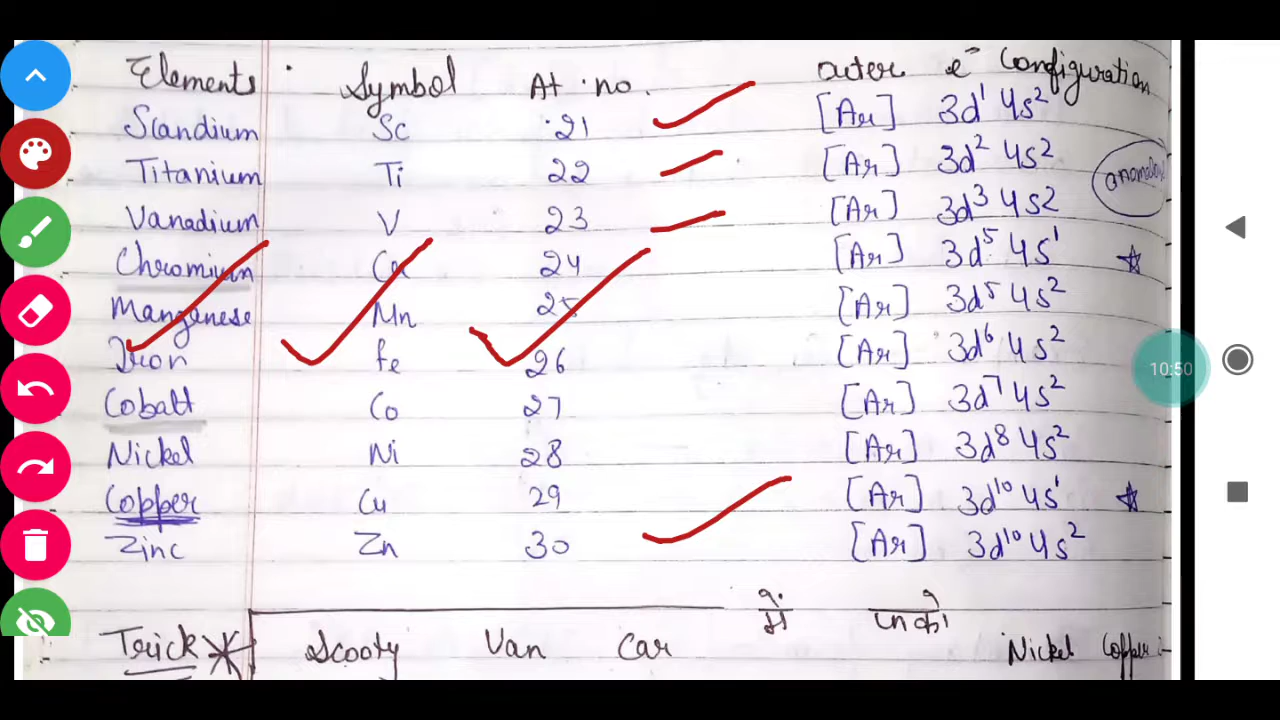 Elements Symbol At. no. outer e⁻ Configuration
Scandium Sc 21 [Ar] 3d¹ 4s²
Titanium Ti 22 [Ar] 3d² 4s²
Vanadium V 23 [Ar] 3d³ 4s²
Chromium Cr 24 [Ar] 3d⁵ 4s¹
Manganese Mn 25 [Ar] 3d⁵ 4s²
Iron fe 26 [Ar] 3d⁶ 4s²
Cobalt Co 27 [Ar] 3d⁷ 4s²
Nickel Ni 28 [Ar] 3d⁸ 4s²
Copper Cu 29 [Ar] 3d¹⁰ 4s¹
Zinc Zn 30 [Ar] 3d¹⁰ 4s²
10:50
Trick Scooty Van Car Nickel Copper